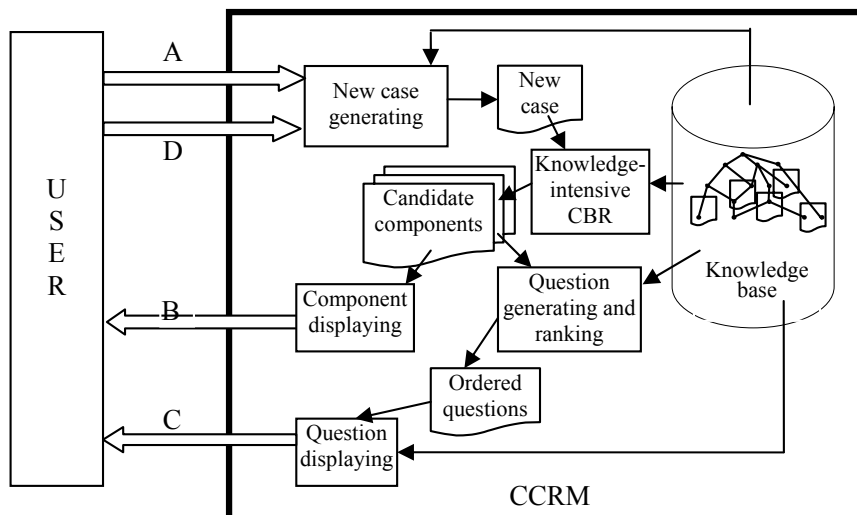 A
New case
generating
New
case
D
U
S
E
R
Knowledge-
intensive
CBR
Candidate
components
Knowledge
base
Question
generating and
ranking
B
Component
displaying
Ordered
questions
C
Question
displaying
CCRM